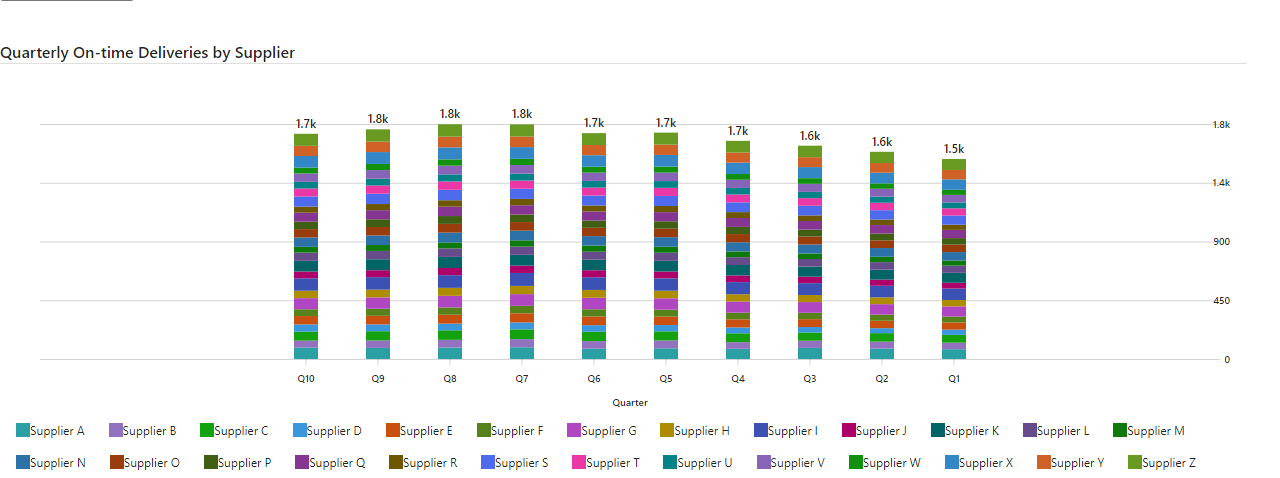 Quarterly On-time Deliveries by Supplier
1.7k 1.8k 1.8k 1.8k 1.7k 1.7k 1.7k 1.6k 1.6k 1.5k
1.8k
1.4k
900
450
0
Q10 Q9 Q8 Q7 Q6 Q5 Q4 Q3 Q2 Q1
Quarter
Supplier A Supplier B Supplier C Supplier D Supplier E Supplier F Supplier G Supplier H Supplier I Supplier J Supplier K Supplier L Supplier M
Supplier N Supplier O Supplier P Supplier Q Supplier R Supplier S Supplier T Supplier U Supplier V Supplier W Supplier X Supplier Y Supplier Z